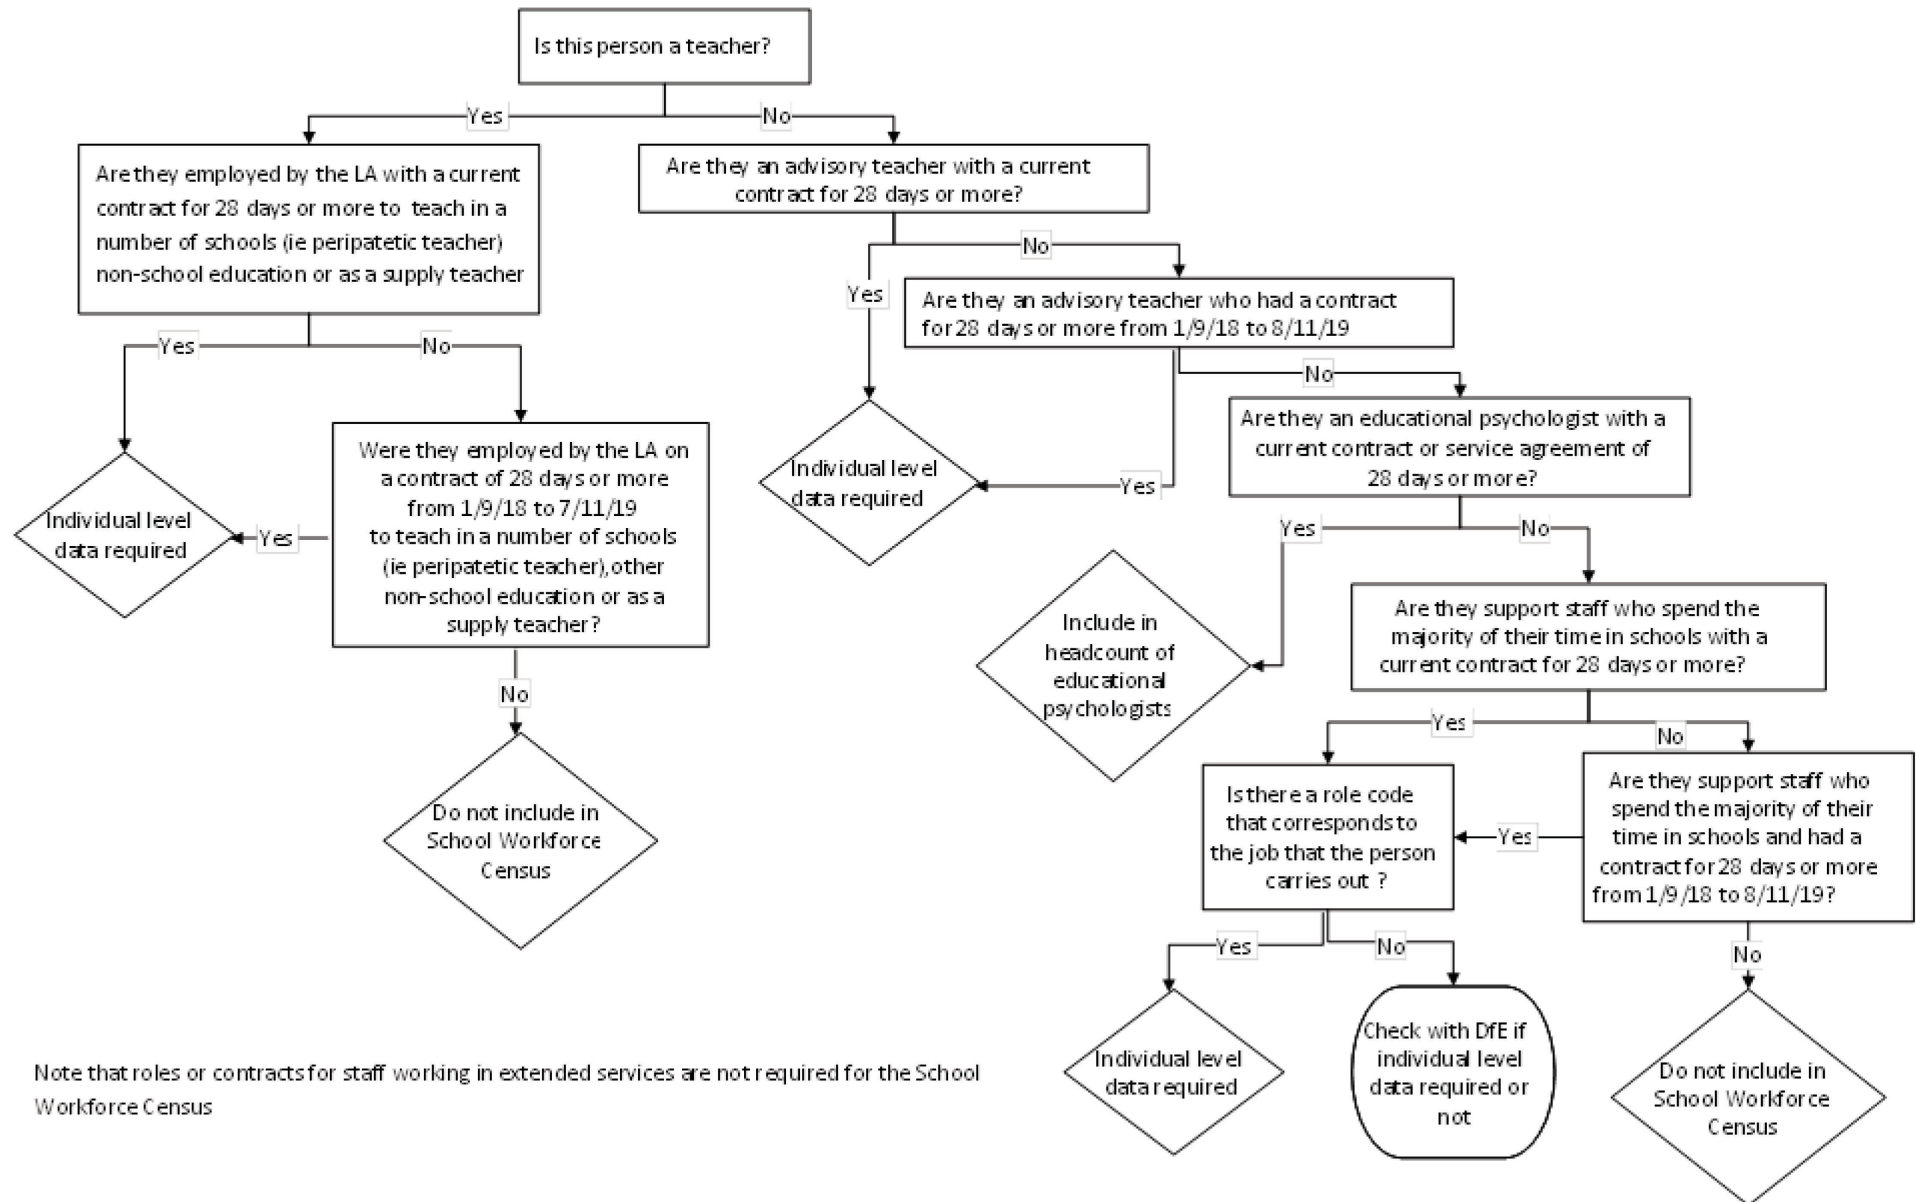 Is this person a teacher?
Yes
No
Are they employed by the LA with a current
contract for 28 days or more to teach in a
number of schools (ie peripatetic teacher)
non-school education or as a supply teacher
Are they an advisory teacher with a current
contract for 28 days or more?
No
Yes
Are they an advisory teacher who had a contract
for 28 days or more from 1/9/18 to 8/11/19
Yes
No
No
Were they employed by the LA on
a contract of 28 days or more
from 1/9/18 to 7/11/19
to teach in a number of schools
(ie peripatetic teacher),other
non-school education or as a
supply teacher?
Individual level
data required
Yes
Individual level
data required
Yes
Are they an educational psychologist with a
current contract or service agreement of
28 days or more?
Yes
No
Include in
headcount of
educational
psychologists
Are they support staff who spend the
majority of their time in schools with a
current contract for 28 days or more?
No
Do not include in
School Workforce
Census
Yes
No
Is there a role code
that corresponds to
the job that the person
carries out ?
Yes
Are they support staff who
spend the majority of their
time in schools and had a
contract for 28 days or more
from 1/9/18 to 8/11/19?
Yes
No
No
Individual level
data required
Check with DfE if
individual level
data required or
not
Do not include in
School Workforce
Census
Note that roles or contracts for staff working in extended services are not required for the School
Workforce Census